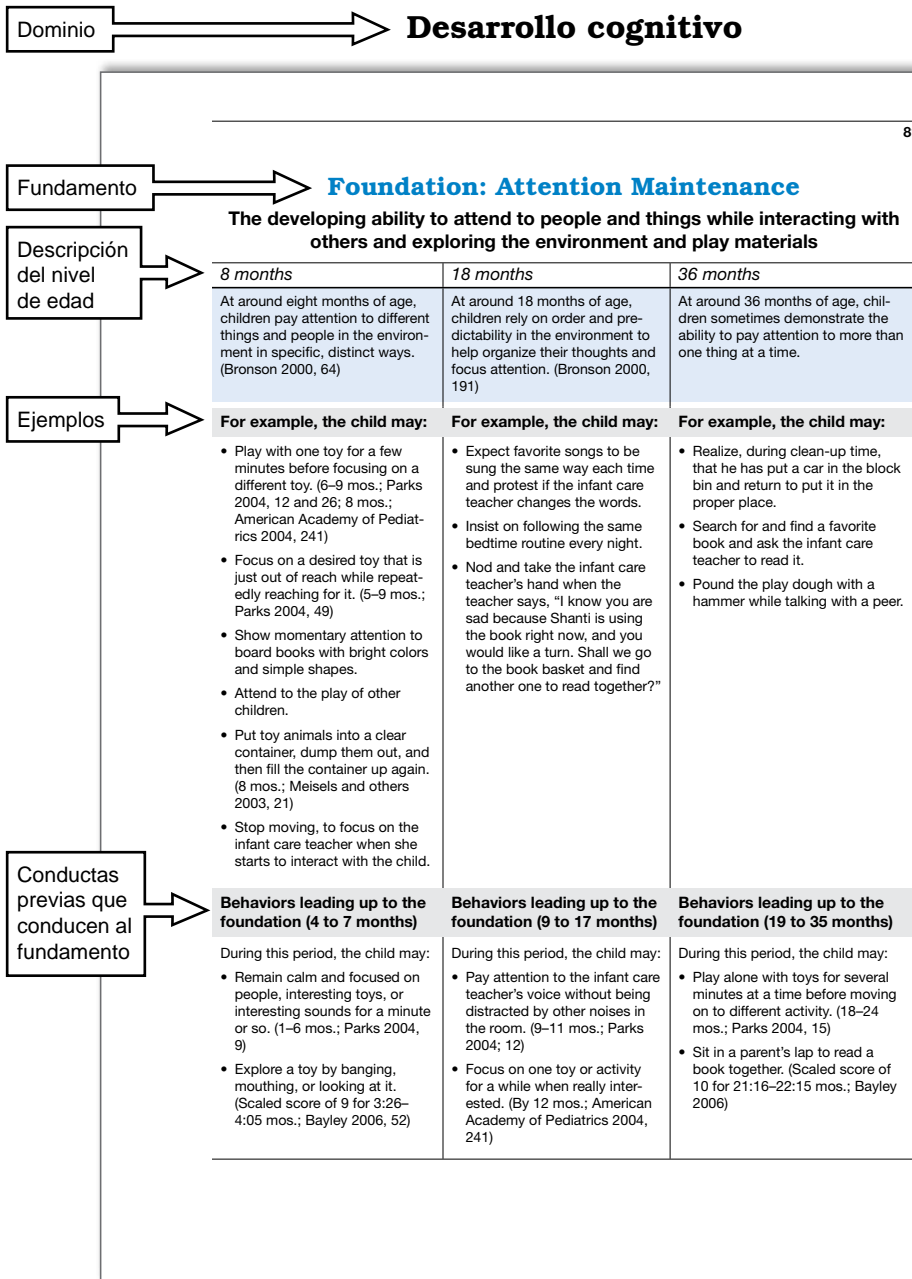 Dominio
Desarrollo cognitivo
8
Fundamento
Foundation: Attention Maintenance
The developing ability to attend to people and things while interacting with
others and exploring the environment and play materials
Descripción
del nivel
de edad
8 months
At around eight months of age,
children pay attention to different
things and people in the environ-
ment in specific, distinct ways.
(Bronson 2000, 64)
18 months
At around 18 months of age,
children rely on order and pre-
dictability in the environment to
help organize their thoughts and
focus attention. (Bronson 2000,
191)
36 months
At around 36 months of age, chil-
dren sometimes demonstrate the
ability to pay attention to more than
one thing at a time.
Ejemplos
For example, the child may:
• Play with one toy for a few
minutes before focusing on a
different toy. (6–9 mos.; Parks
2004, 12 and 26; 8 mos.;
American Academy of Pediat-
rics 2004, 241)
• Focus on a desired toy that is
just out of reach while repeat-
edly reaching for it. (5–9 mos.;
Parks 2004, 49)
• Show momentary attention to
board books with bright colors
and simple shapes.
• Attend to the play of other
children.
• Put toy animals into a clear
container, dump them out, and
then fill the container up again.
(8 mos.; Meisels and others
2003, 21)
• Stop moving, to focus on the
infant care teacher when she
starts to interact with the child.
For example, the child may:
• Expect favorite songs to be
sung the same way each time
and protest if the infant care
teacher changes the words.
• Insist on following the same
bedtime routine every night.
• Nod and take the infant care
teacher's hand when the
teacher says, “I know you are
sad because Shanti is using
the book right now, and you
would like a turn. Shall we go
to the book basket and find
another one to read together?”
For example, the child may:
• Realize, during clean-up time,
that he has put a car in the block
bin and return to put it in the
proper place.
• Search for and find a favorite
book and ask the infant care
teacher to read it.
• Pound the play dough with a
hammer while talking with a peer.
Conductas
previas que
conducen al
fundamento
Behaviors leading up to the
foundation (4 to 7 months)
During this period, the child may:
• Remain calm and focused on
people, interesting toys, or
interesting sounds for a minute
or so. (1–6 mos.; Parks 2004,
9)
• Explore a toy by banging,
mouthing, or looking at it.
(Scaled score of 9 for 3:26–
4:05 mos.; Bayley 2006, 52)
Behaviors leading up to the
foundation (9 to 17 months)
During this period, the child may:
• Pay attention to the infant care
teacher's voice without being
distracted by other noises in
the room. (9–11 mos.; Parks
2004; 12)
• Focus on one toy or activity
for a while when really inter-
ested. (By 12 mos.; American
Academy of Pediatrics 2004,
241)
Behaviors leading up to the
foundation (19 to 35 months)
During this period, the child may:
• Play alone with toys for several
minutes at a time before moving
on to different activity. (18–24
mos.; Parks 2004, 15)
• Sit in a parent's lap to read a
book together. (Scaled score of
10 for 21:16–22:15 mos.; Bayley
2006)